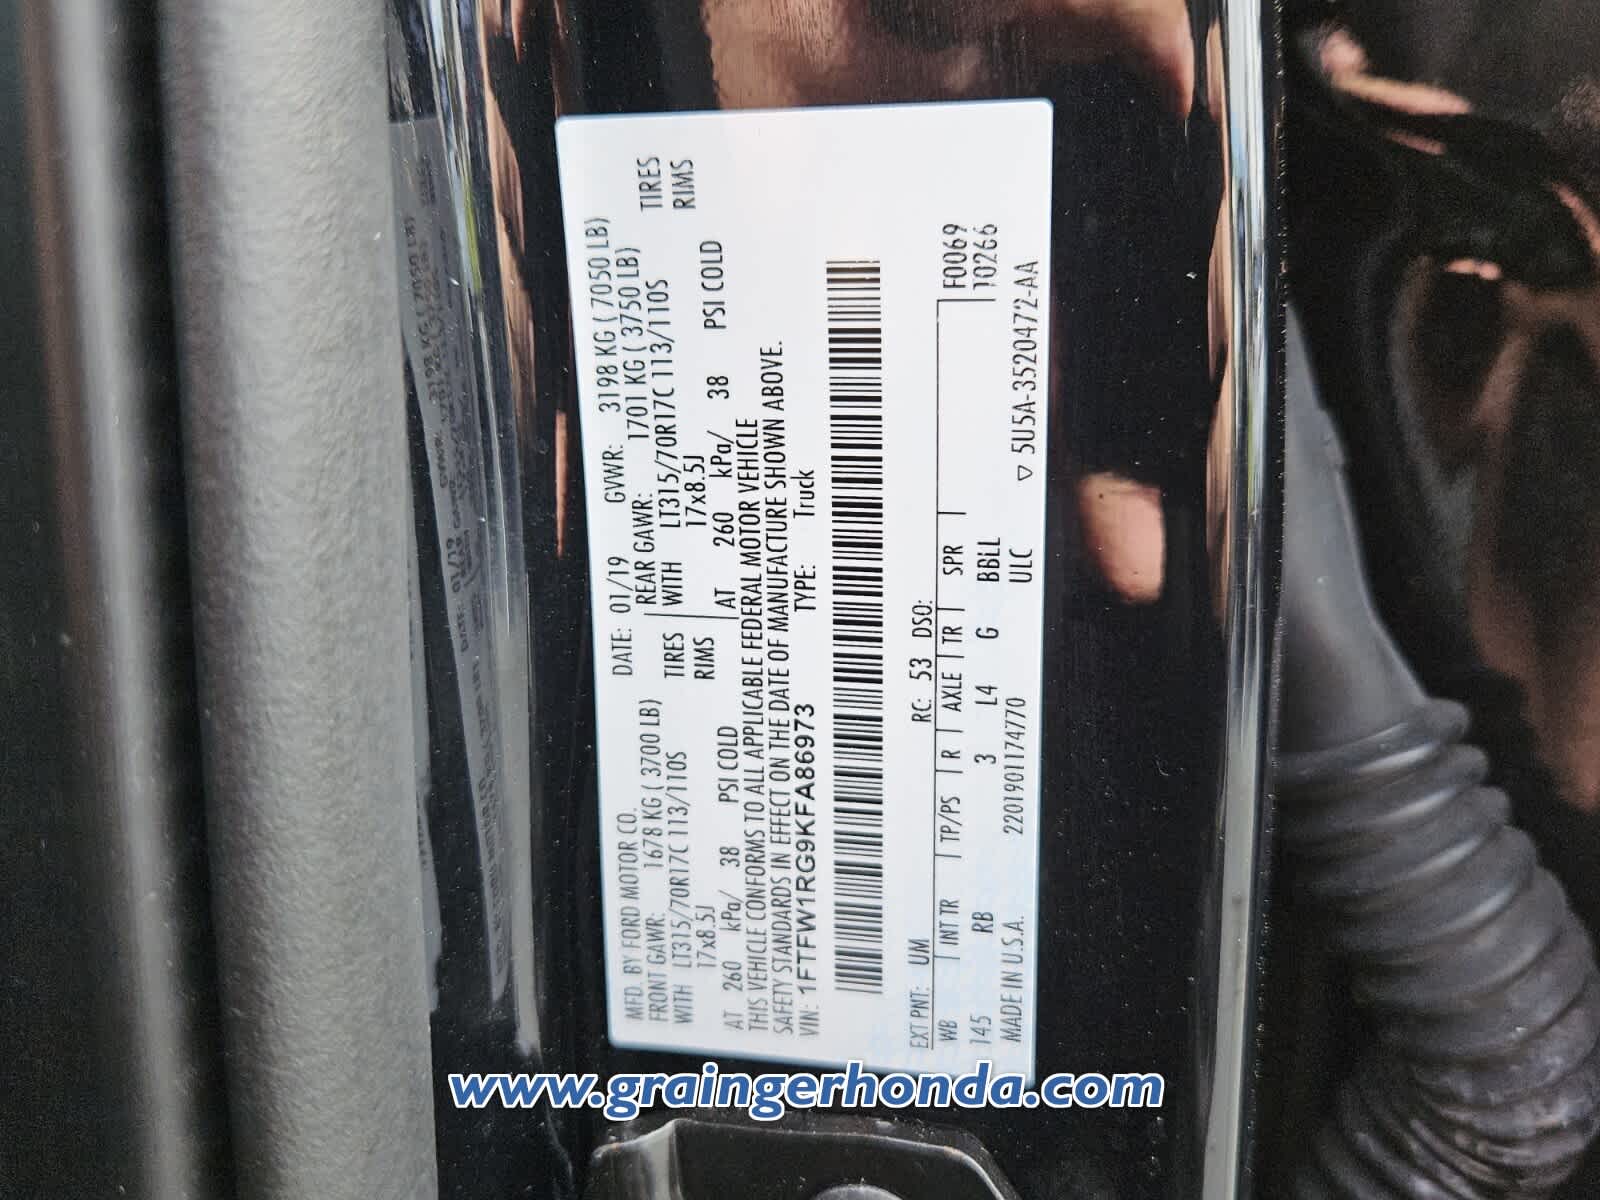 MFD. BY FORD MOTOR CO.
DATE: 01/19 GVWR: 3198 KG ( 7050 LB)
FRONT GAWR: 1678 KG ( 3700 LB)
REAR GAWR: 1701 KG ( 3750 LB)
WITH LT315/70R17C 113/110S TIRES
WITH LT315/70R17C 113/110S TIRES
17x8.5J RIMS
17x8.5J RIMS
AT 260 kPa/ 38 PSI COLD
AT 260 kPa/ 38 PSI COLD
THIS VEHICLE CONFORMS TO ALL APPLICABLE FEDERAL MOTOR VEHICLE
SAFETY STANDARDS IN EFFECT ON THE DATE OF MANUFACTURE SHOWN ABOVE.
VIN: 1FTFW1RG9KFA86973 TYPE: Truck
EXT PNT: UM RC: 53 DSO:
WB INT TR TP/PS R AXLE TR SPR F0069
145 RB 3 L4 G BBiLL 10266
MADE IN U.S.A. 2201901174770 ULC ▽ 5U5A-3520472-AA
www.graingerhonda.com